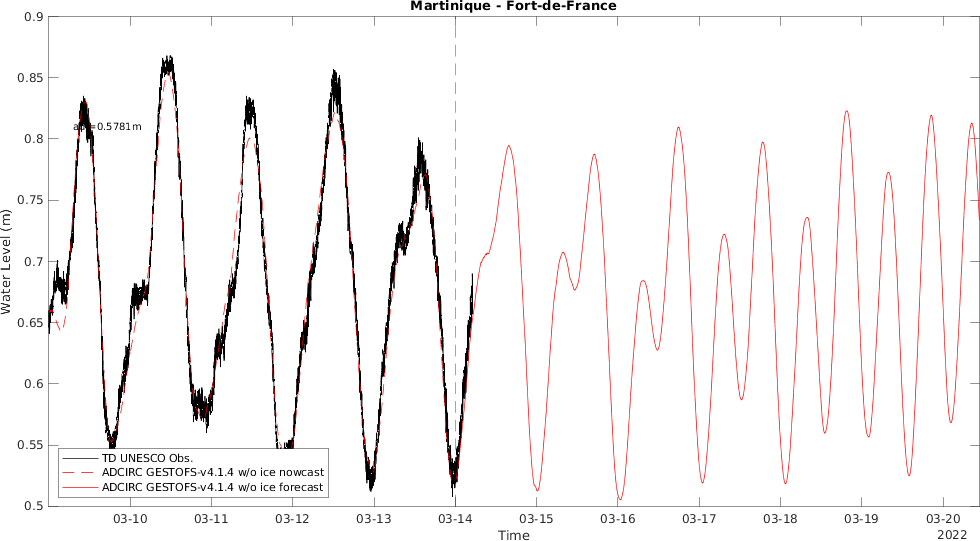 Martinique - Fort-de-France
0.9
0.85
0.8
0.75
0.7
0.65
0.6
0.55
0.5
Water Level (m)
=0.5781m
TD UNESCO Obs.
ADCIRC GESTOFS-v4.1.4 w/o ice nowcast
ADCIRC GESTOFS-v4.1.4 w/o ice forecast
03-10 03-11 03-12 03-13 03-14 03-15 03-16 03-17 03-18 03-19 03-20
Time
2022